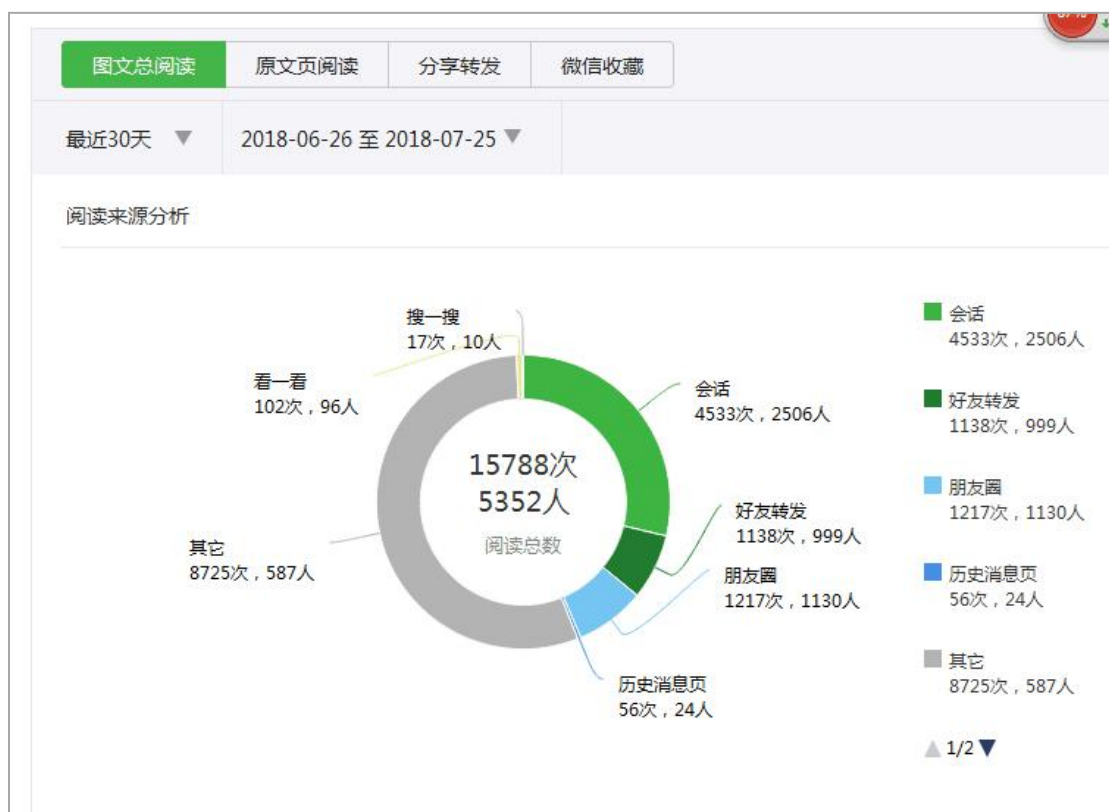 图文总阅读 原文页阅读 分享转发 微信收藏
最近30天 2018-06-26 至 2018-07-25
阅读来源分析
搜一搜
17次，10人
看一看
102次，96人
会话
4533次，2506人
15788次
5352人
阅读总数
好友转发
1138次，999人
其它
8725次，587人
朋友圈
1217次，1130人
历史消息页
56次，24人
会话
4533次，2506人
好友转发
1138次，999人
朋友圈
1217次，1130人
历史消息页
56次，24人
其它
8725次，587人
1/2